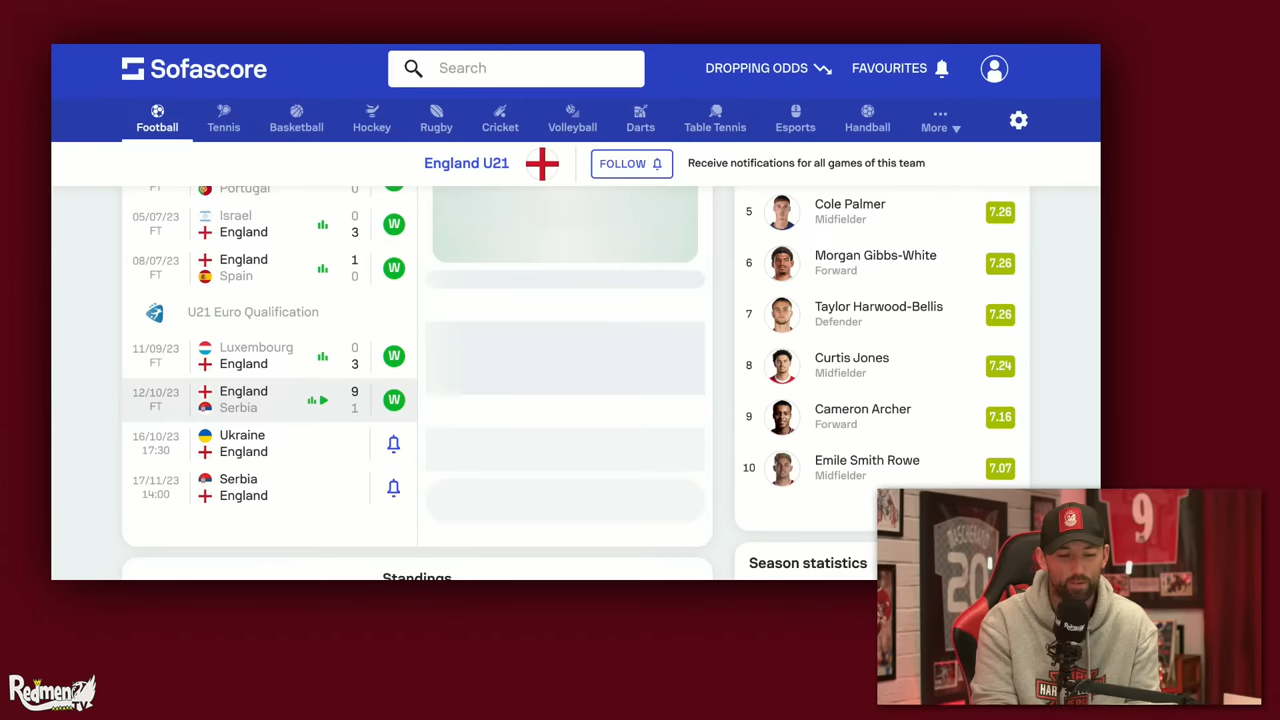 Sofascore
Search
DROPPING ODDS
FAVOURITES
Football
Tennis
Basketball
Hockey
Rugby
Cricket
Volleyball
Darts
Table Tennis
Esports
Handball
More
England U21
FOLLOW
Receive notifications for all games of this team
FT
Portugal
0
05/07/23
FT
Israel
England
0
3
W
08/07/23
FT
England
Spain
1
0
W
U21 Euro Qualification
11/09/23
FT
Luxembourg
England
0
3
W
12/10/23
FT
England
Serbia
9
1
W
16/10/23
17:30
Ukraine
England
17/11/23
14:00
Serbia
England
Standings
5
Cole Palmer
Midfielder
7.26
6
Morgan Gibbs-White
Forward
7.26
7
Taylor Harwood-Bellis
Defender
7.26
8
Curtis Jones
Midfielder
7.24
9
Cameron Archer
Forward
7.16
10
Emile Smith Rowe
Midfielder
7.07
Season statistics
MASCHERANO
20
9
Redmen
TV